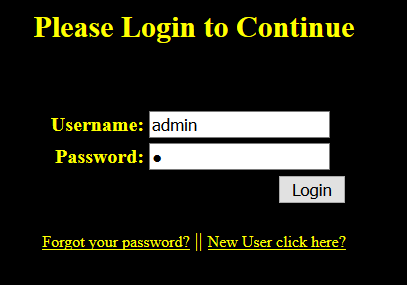 Please Login to Continue
Username: admin
Password: ●
Login
Forgot your password? || New User click here?